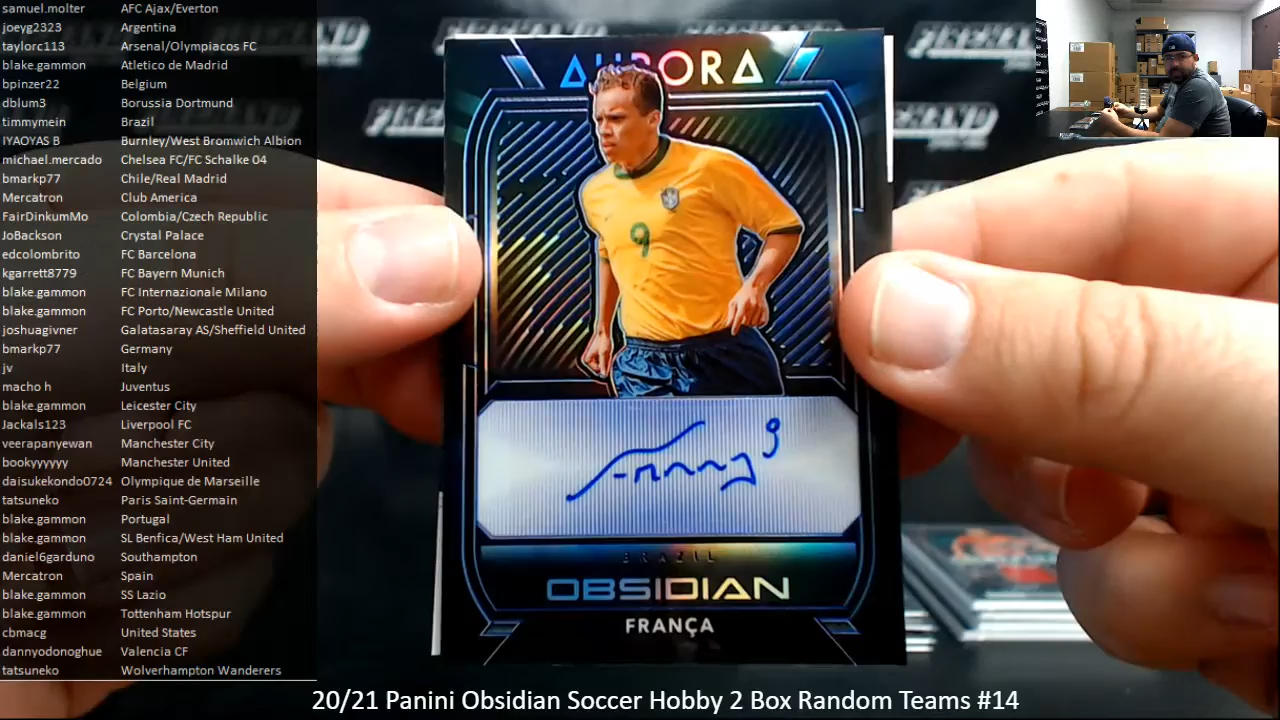 samuel.molter AFC Ajax/Everton
joeyg2323 Argentina
taylorc113 Arsenal/Olympiacos FC
blake.gammon Atletico de Madrid
bpinzer22 Belgium
dblum3 Borussia Dortmund
timmymein Brazil
IYAOYAS B Burnley/West Bromwich Albion
michael.mercado Chelsea FC/FC Schalke 04
bmarkp77 Chile/Real Madrid
Mercatron Club America
FairDinkumMo Colombia/Czech Republic
JoBackson Crystal Palace
edcolombrito FC Barcelona
kgarrett8779 FC Bayern Munich
blake.gammon FC Internazionale Milano
blake.gammon FC Porto/Newcastle United
joshuagivner Galatasaray AS/Sheffield United
bmarkp77 Germany
jv Italy
macho h Juventus
blake.gammon Leicester City
Jackals123 Liverpool FC
veerapanyewan Manchester City
bookyyyyyy Manchester United
daisukekondo0724 Olympique de Marseille
tatsuneko Paris Saint-Germain
blake.gammon Portugal
blake.gammon SL Benfica/West Ham United
daniel6garduno Southampton
Mercatron Spain
blake.gammon SS Lazio
blake.gammon Tottenham Hotspur
cbmacg United States
dannyodonoghue Valencia CF
tatsuneko Wolverhampton Wanderers
AURORA
9
BRAZIL
OBSIDIAN
FRANÇA
20/21 Panini Obsidian Soccer Hobby 2 Box Random Teams #14